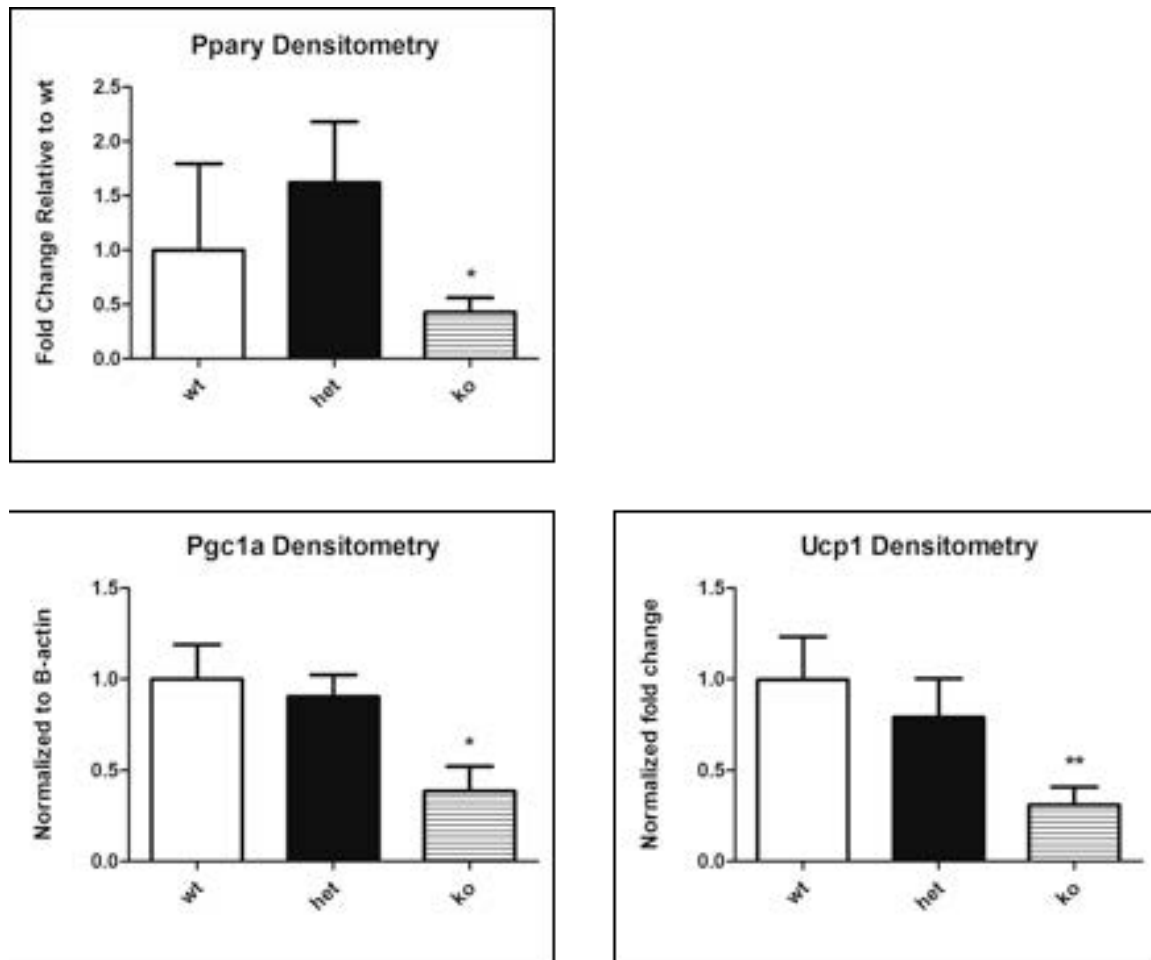 Ppary Densitometry
Fold Change Relative to wt
2.5
2.0
1.5
1.0
0.5
0.0
*
wt
het
ko
Pgc1a Densitometry
Normalized to B-actin
1.5
1.0
0.5
0.0
*
wt
het
ko
Ucp1 Densitometry
Normalized fold change
1.5
1.0
0.5
0.0
**
wt
het
ko